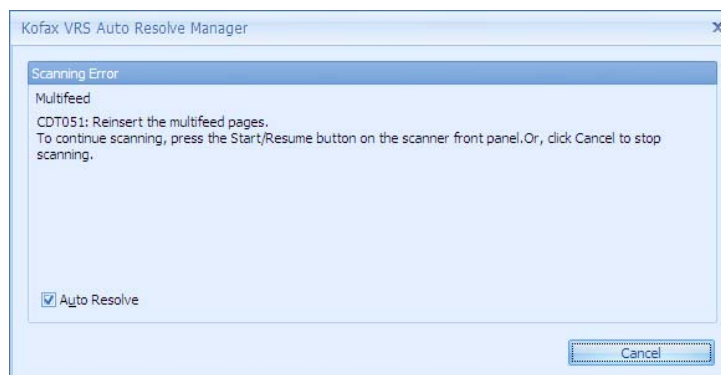 Kofax VRS Auto Resolve Manager
Scanning Error
Multifeed
CDT051: Reinsert the multifeed pages.
To continue scanning, press the Start/Resume button on the scanner front panel.Or, click Cancel to stop
scanning.
Auto Resolve
Cancel